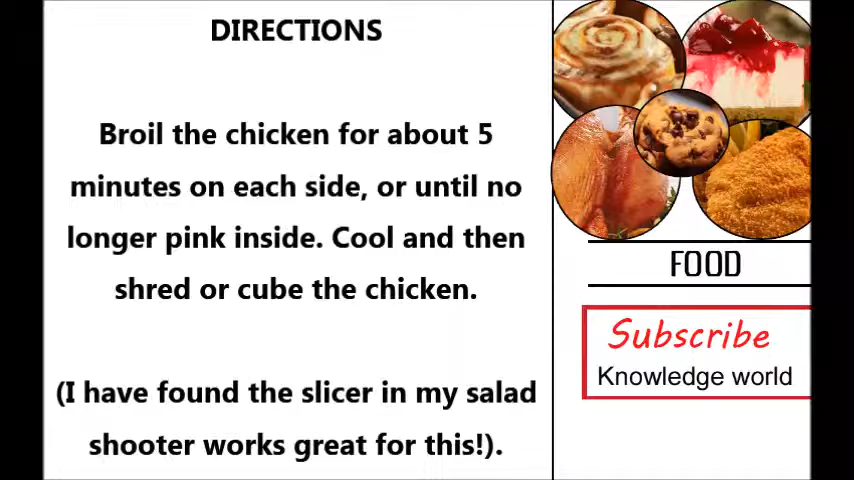 DIRECTIONS
Broil the chicken for about 5
minutes on each side, or until no
longer pink inside. Cool and then
shred or cube the chicken.
(I have found the slicer in my salad
shooter works great for this!).
FOOD
Subscribe
Knowledge world